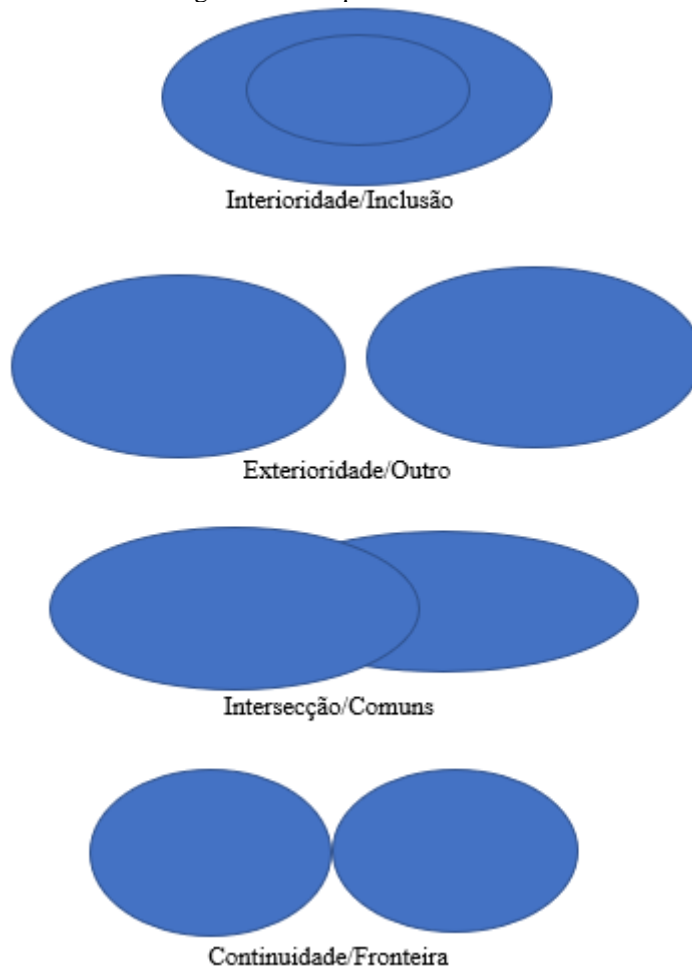 Interioridade/Inclusão
Exterioridade/Outro
Intersecção/Comuns
Continuidade/Fronteira